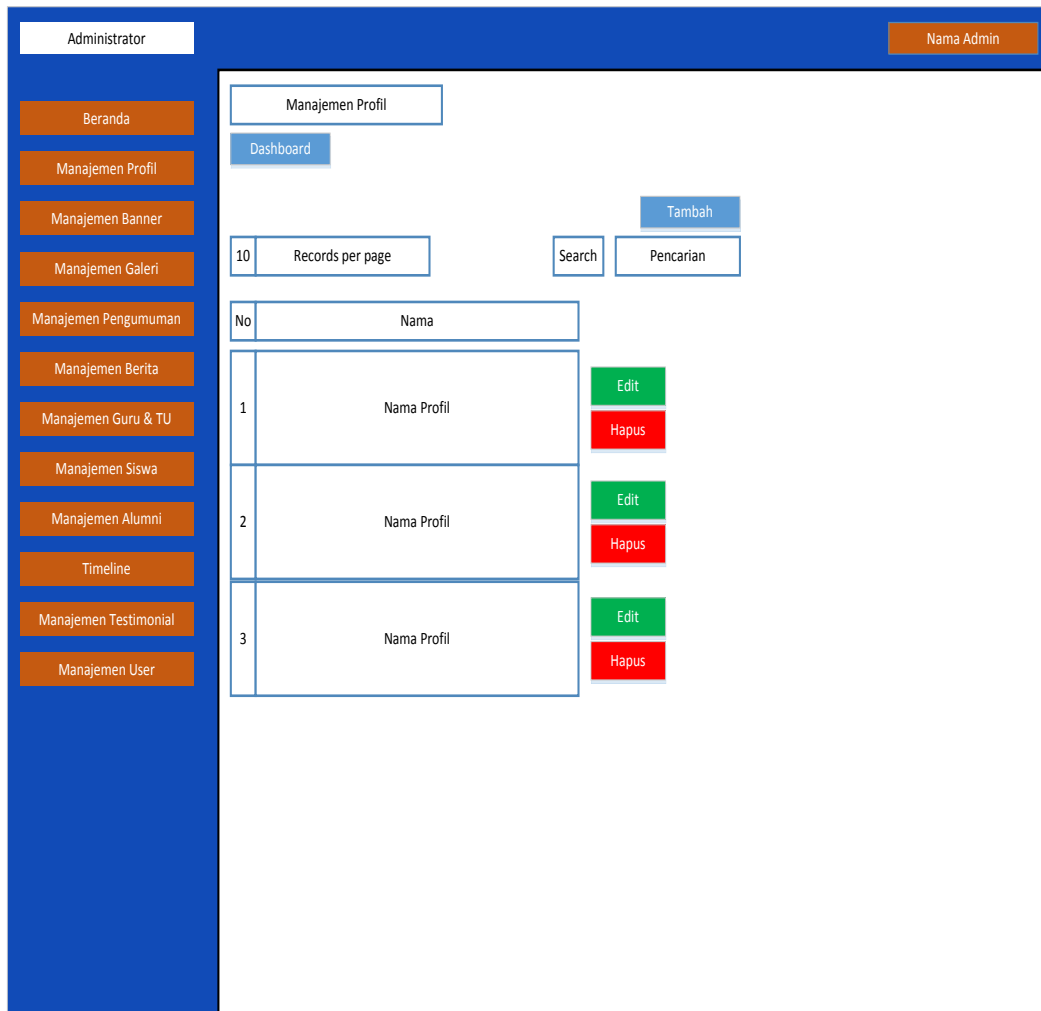 Administrator
Nama Admin
Beranda
Manajemen Profil
Manajemen Banner
Manajemen Galeri
Manajemen Pengumuman
Manajemen Berita
Manajemen Guru & TU
Manajemen Siswa
Manajemen Alumni
Timeline
Manajemen Testimonial
Manajemen User
Manajemen Profil
Dashboard
Tambah
10 Records per page Search Pencarian
No Nama
1 Nama Profil
Edit
Hapus
2 Nama Profil
Edit
Hapus
3 Nama Profil
Edit
Hapus